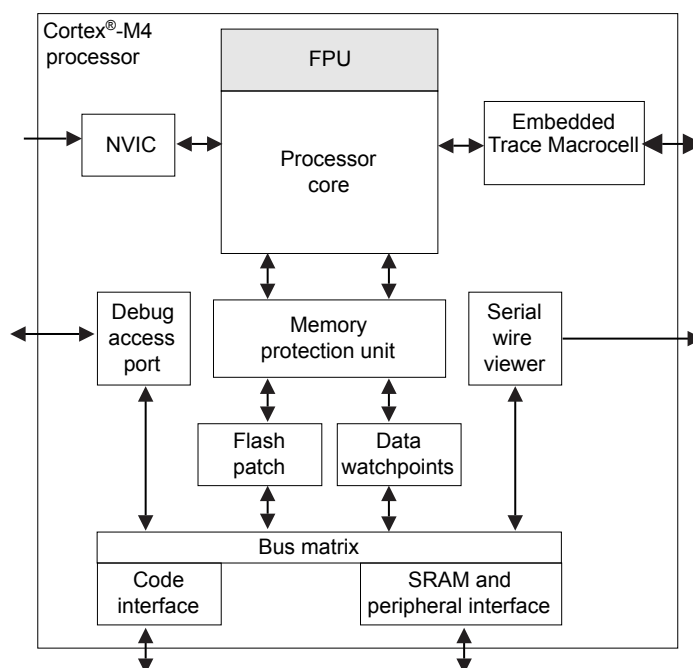 Cortex®-M4
processor
FPU
NVIC
Processor
core
Embedded
Trace Macrocell
Debug
access
port
Memory
protection unit
Serial
wire
viewer
Flash
patch
Data
watchpoints
Bus matrix
Code
interface
SRAM and
peripheral interface